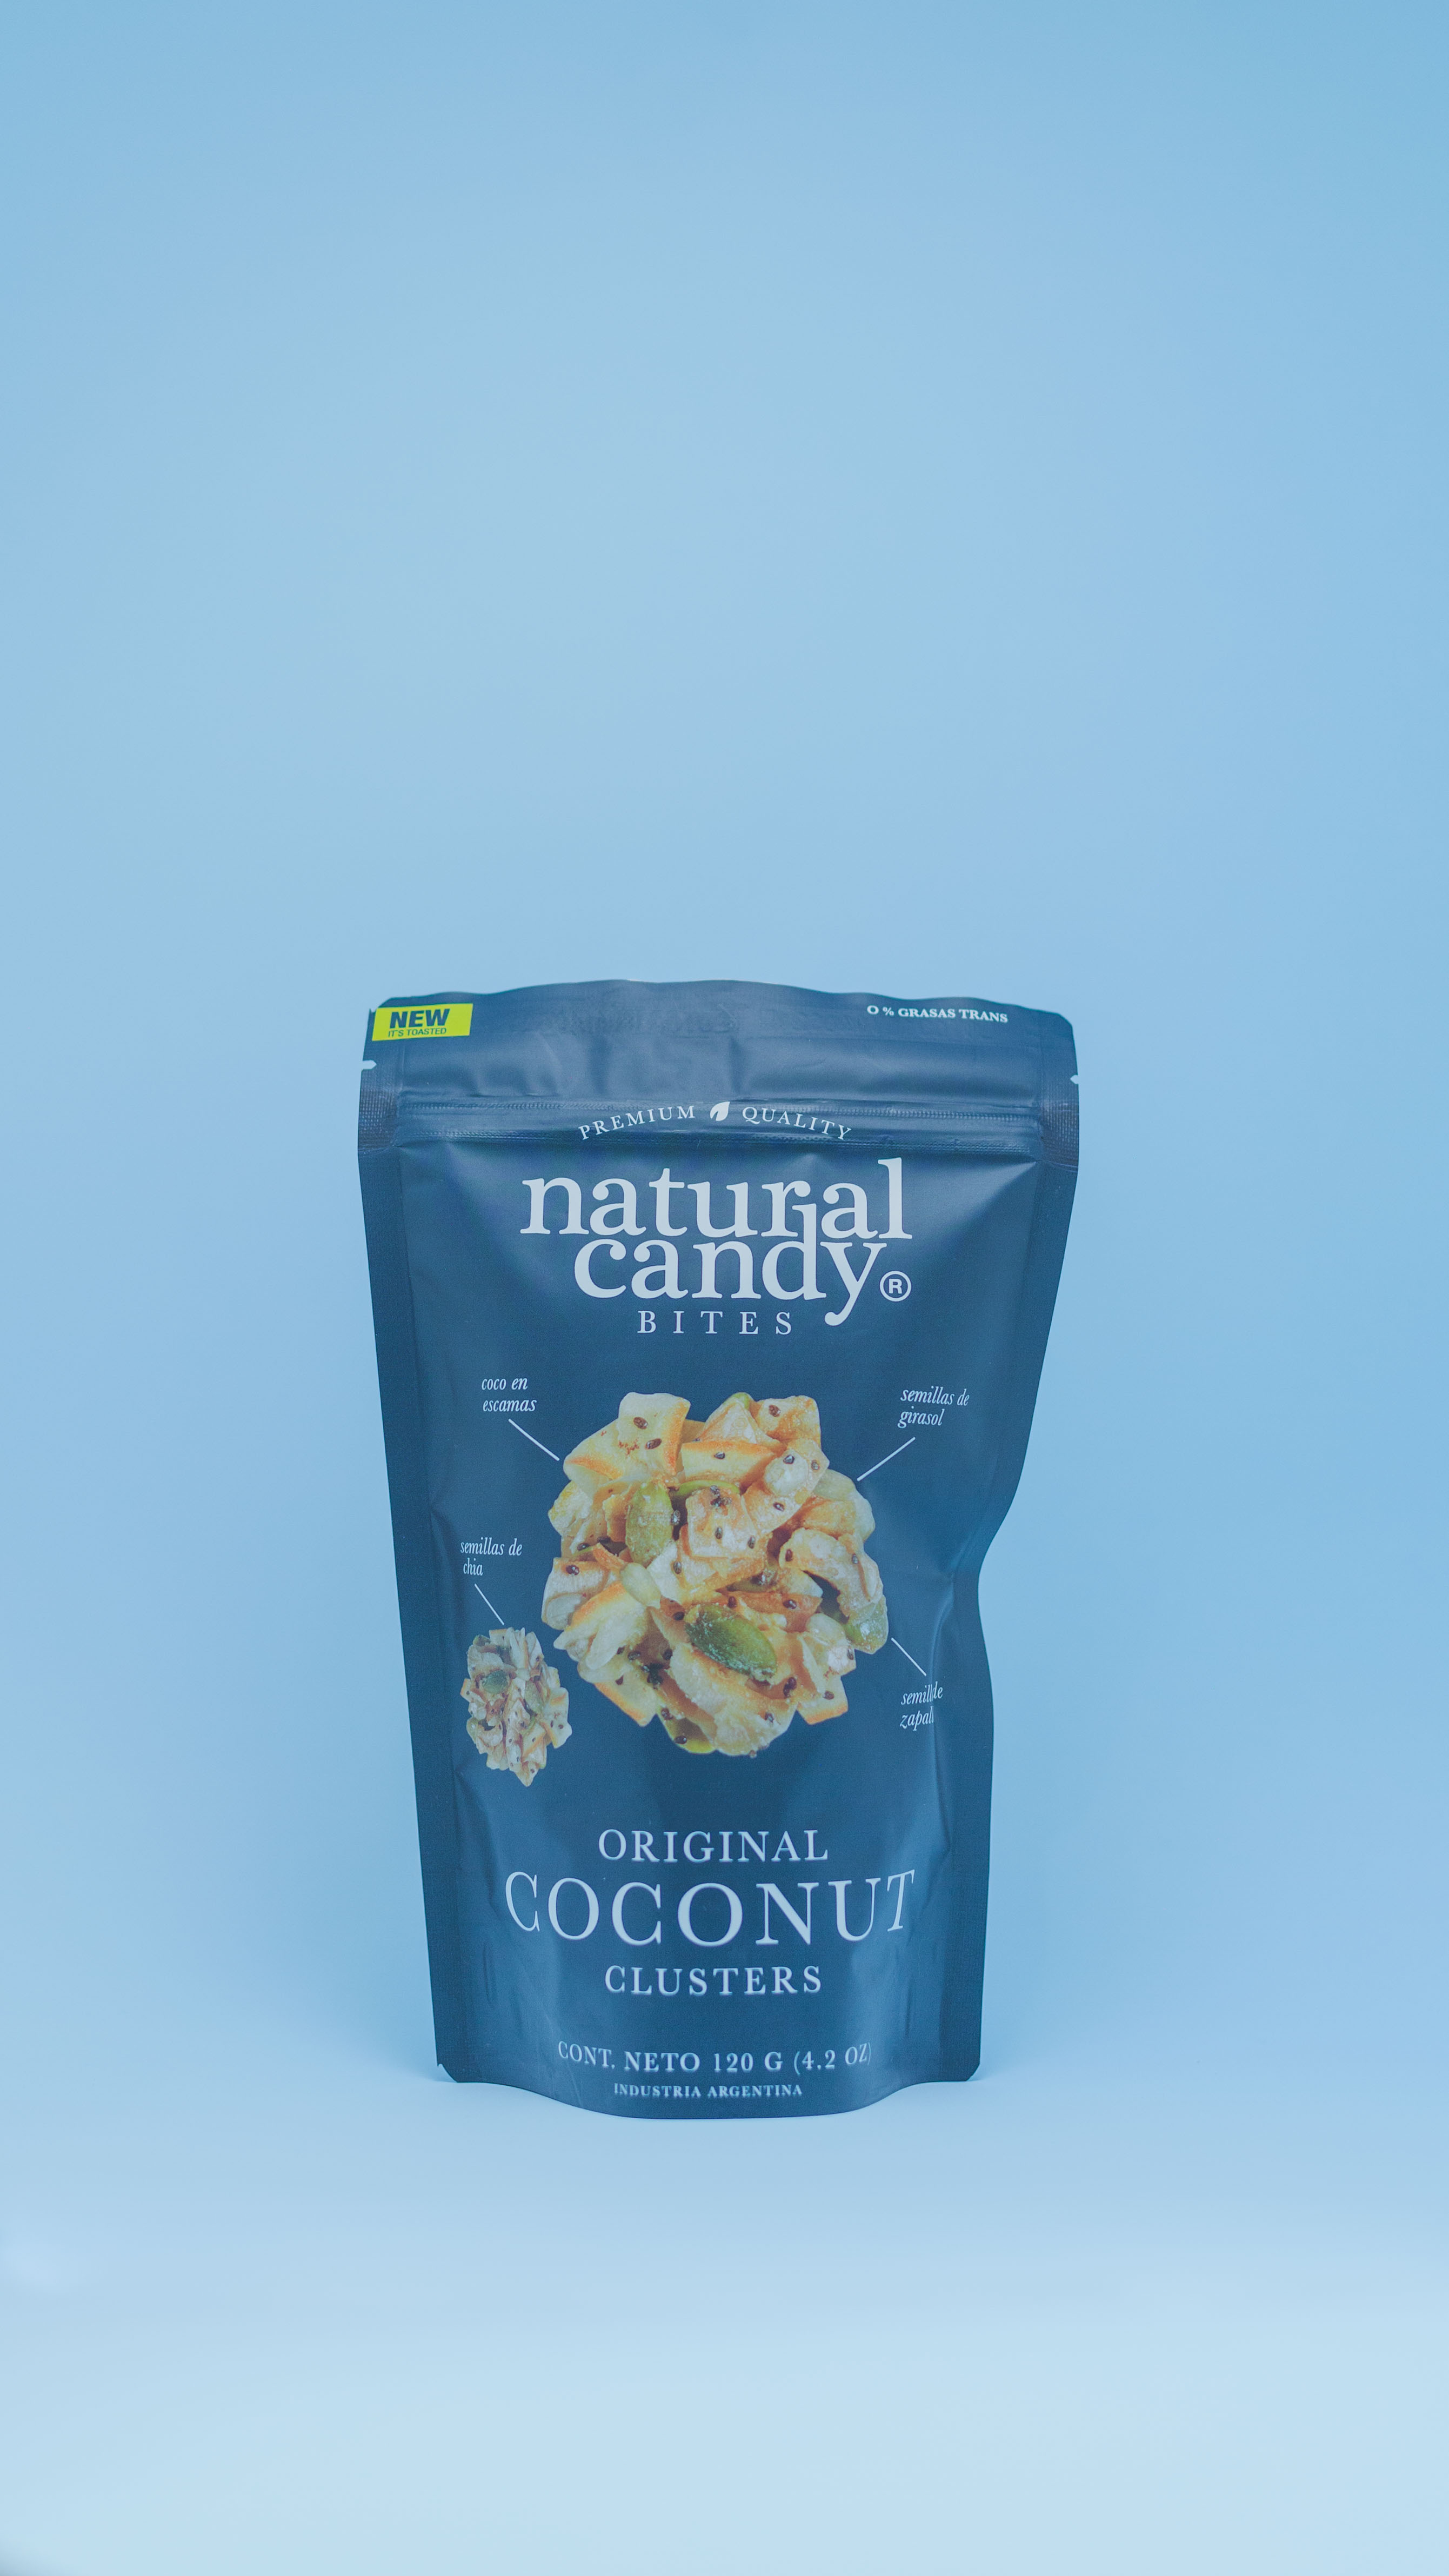 NEW
IT'S TOASTED
0 % GRASAS TRANS
PREMIUM QUALITY
natural
candy®
BITES
coco en
escamas
semillas de
girasol
semillas de
chia
de
ORIGINAL
COCONUT
CLUSTERS
CONT. NETO 120 G (4.2 OZ)
INDUSTRIA ARGENTINA